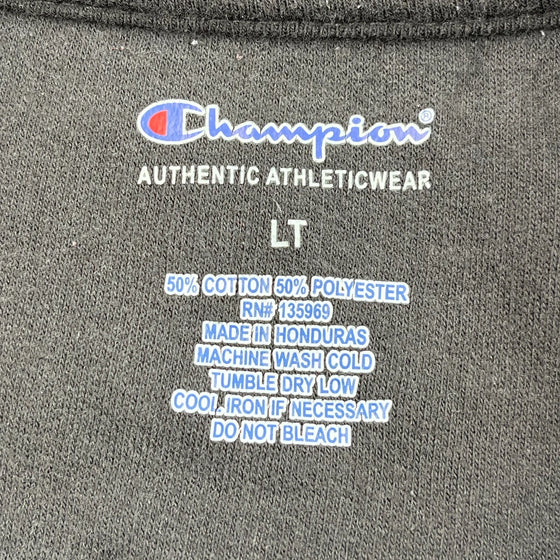 Champion®
AUTHENTIC ATHLETICWEAR
LT
50% COTTON 50% POLYESTER
RN# 135969
MADE IN HONDURAS
MACHINE WASH COLD
TUMBLE DRY LOW
COOL IRON IF NECESSARY
DO NOT BLEACH